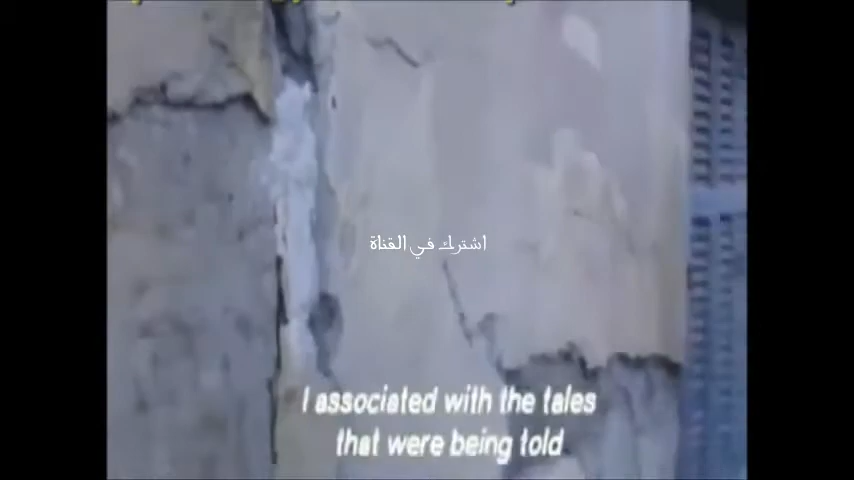 اشترك في القناة
I associated with the tales
that were being told